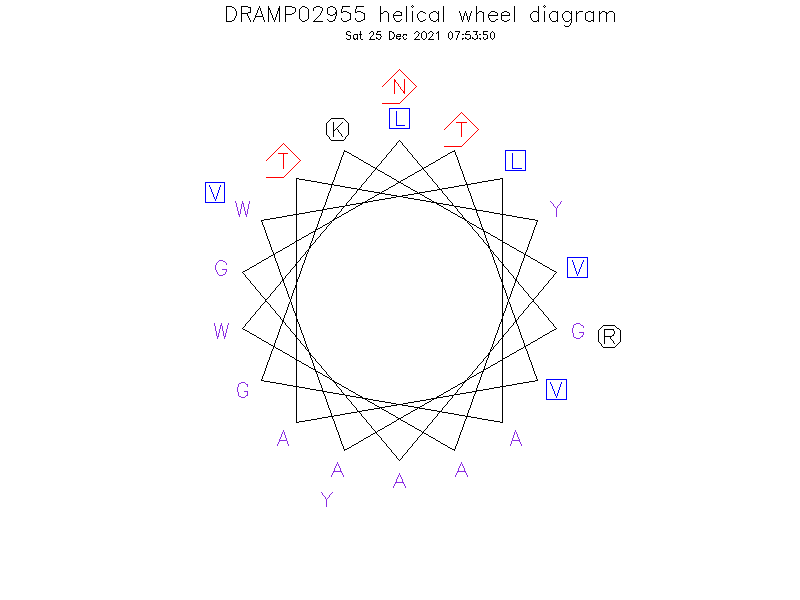 DRAMP02955 helical wheel diagram
Sat 25 Dec 2021 07:53:50
N
L
K T
T L
V W Y
G V
W G R
G V
A A
A A
A
Y